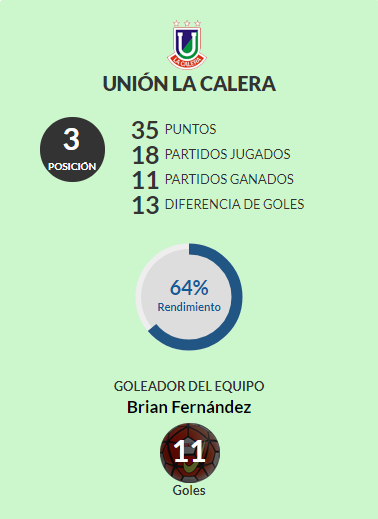 U
LA CALERA
UNIÓN LA CALERA
3
POSICIÓN
35 PUNTOS
18 PARTIDOS JUGADOS
11 PARTIDOS GANADOS
13 DIFERENCIA DE GOLES
64%
Rendimiento
GOLEADOR DEL EQUIPO
Brian Fernández
11
Goles